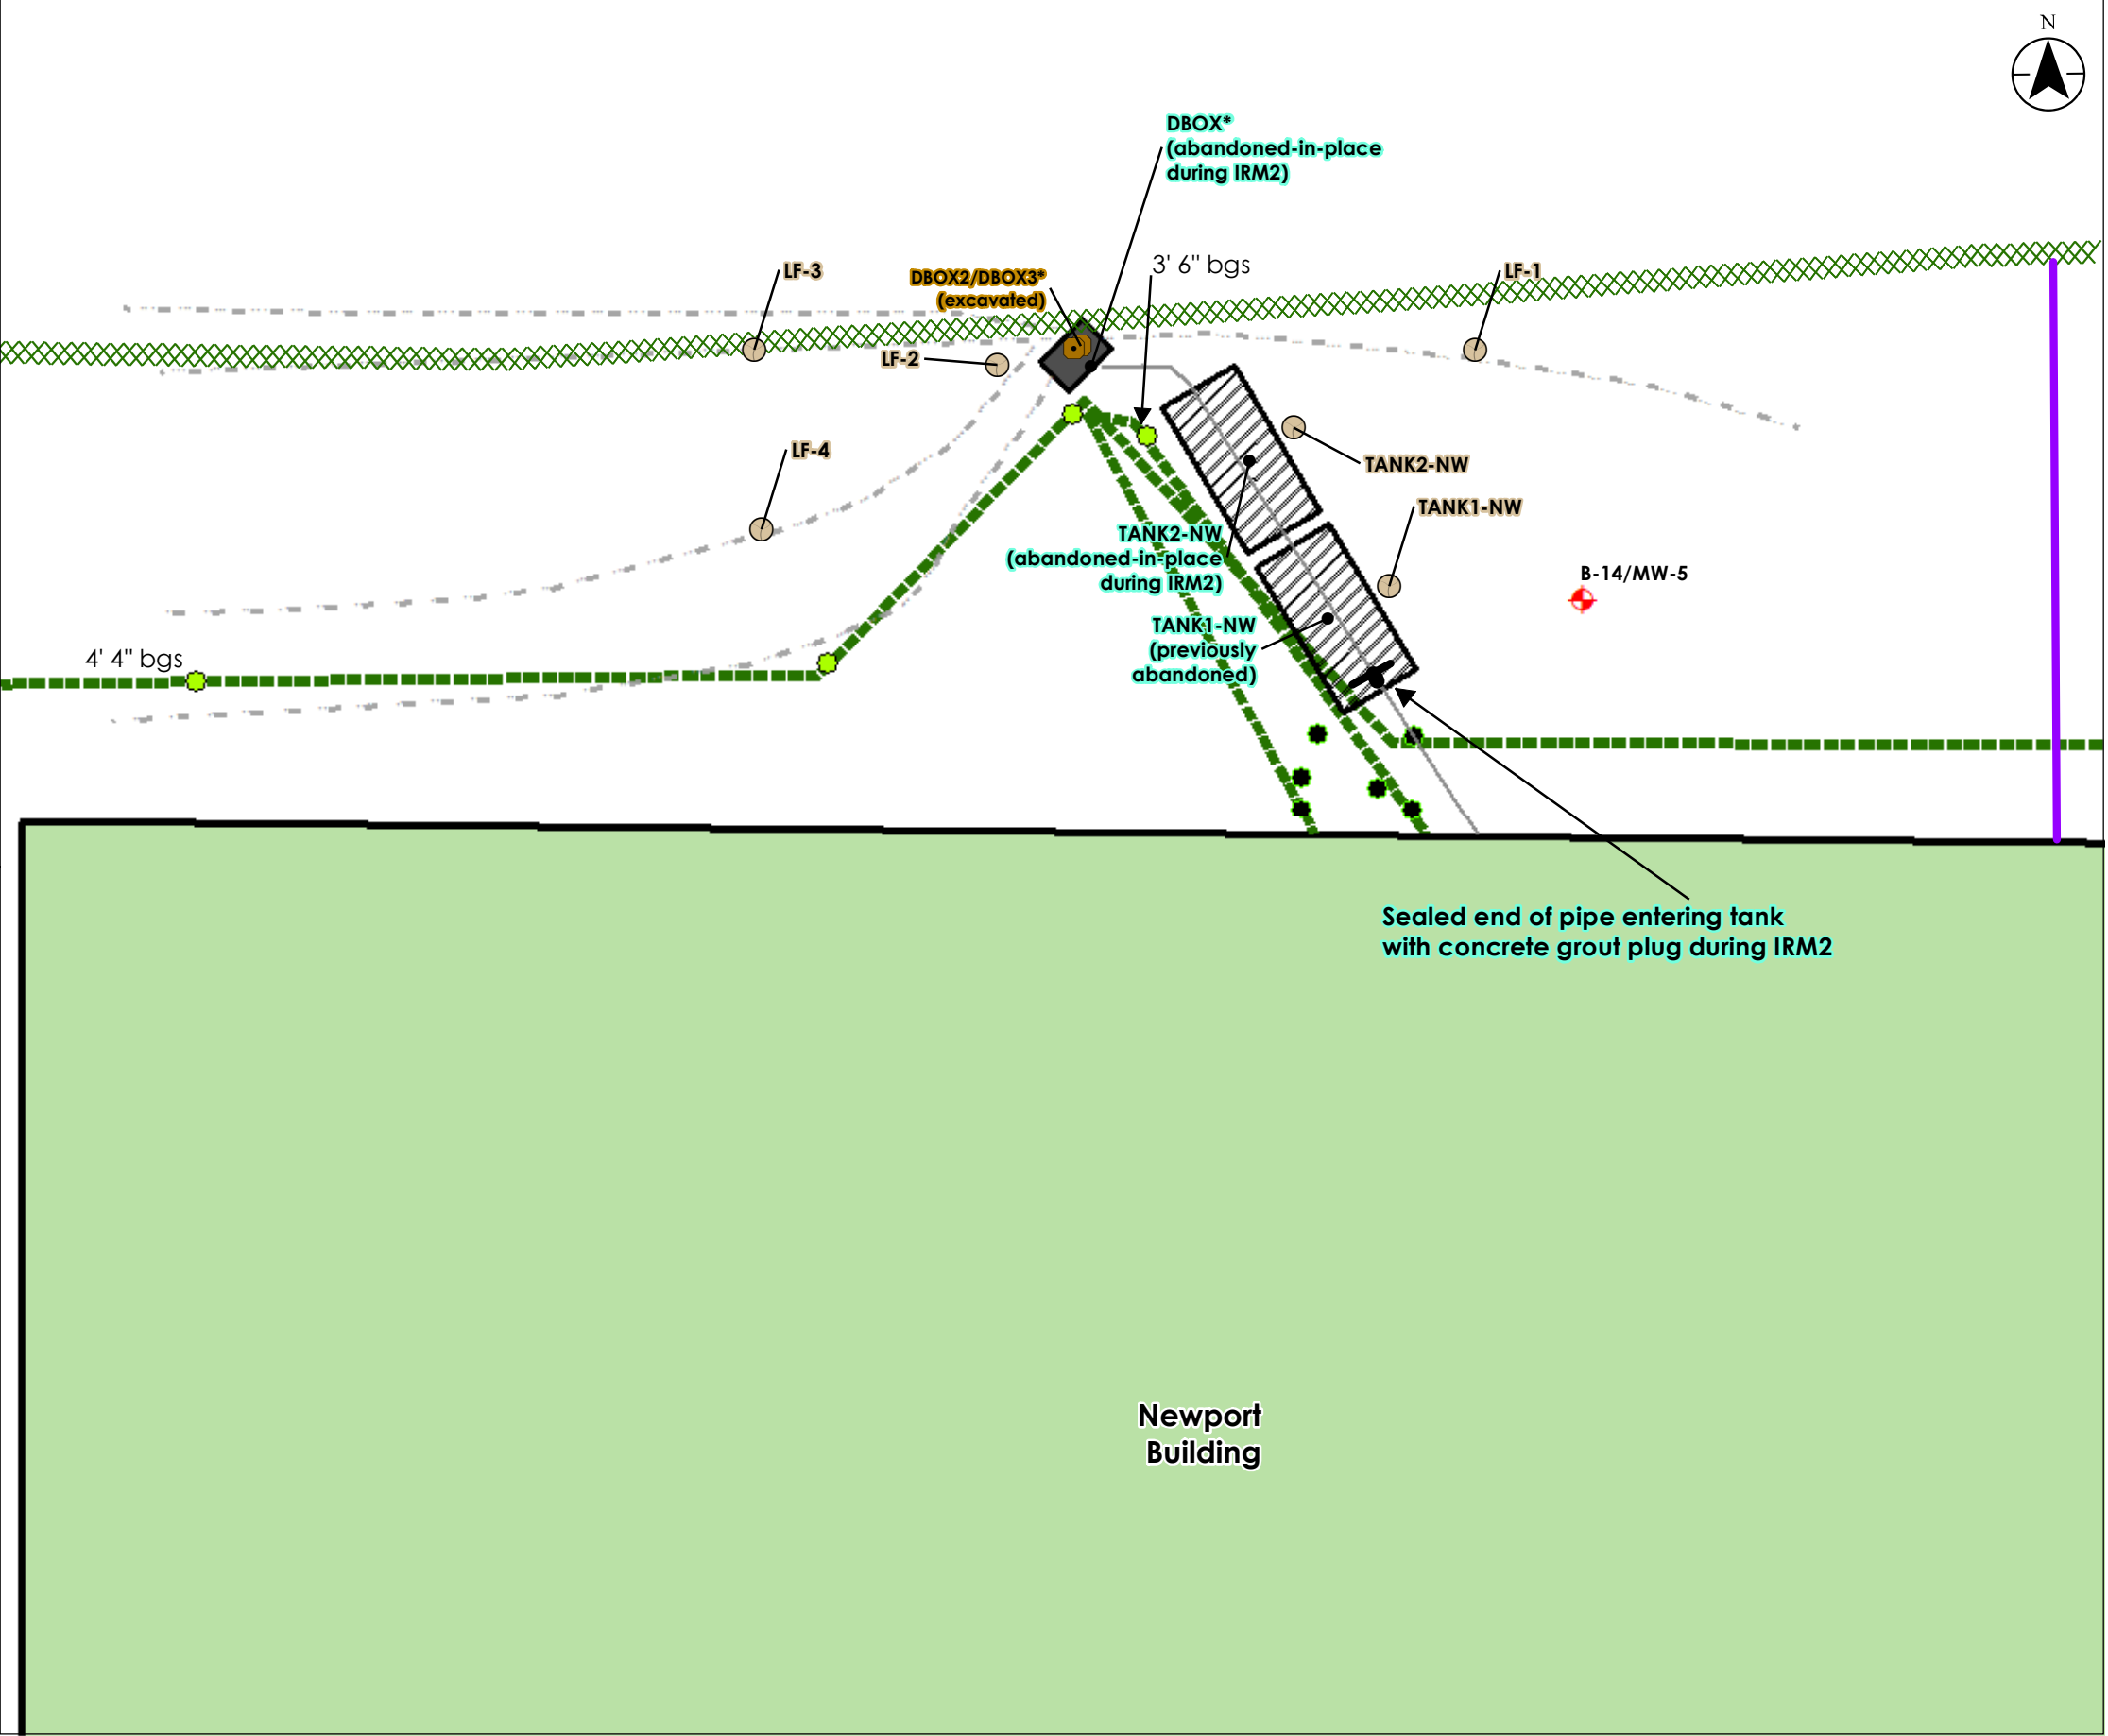 N
DBOX*
(abandoned-in-place
during IRM2)
3' 6" bgs
LF-3
DBOX2/DBOX3*
(excavated)
LF-1
LF-2
LF-4
TANK2-NW
TANK1-NW
TANK2-NW
(abandoned-in-place
during IRM2)
B-14/MW-5
TANK1-NW
(previously
abandoned)
4' 4" bgs
Sealed end of pipe entering tank
with concrete grout plug during IRM2
Newport
Building